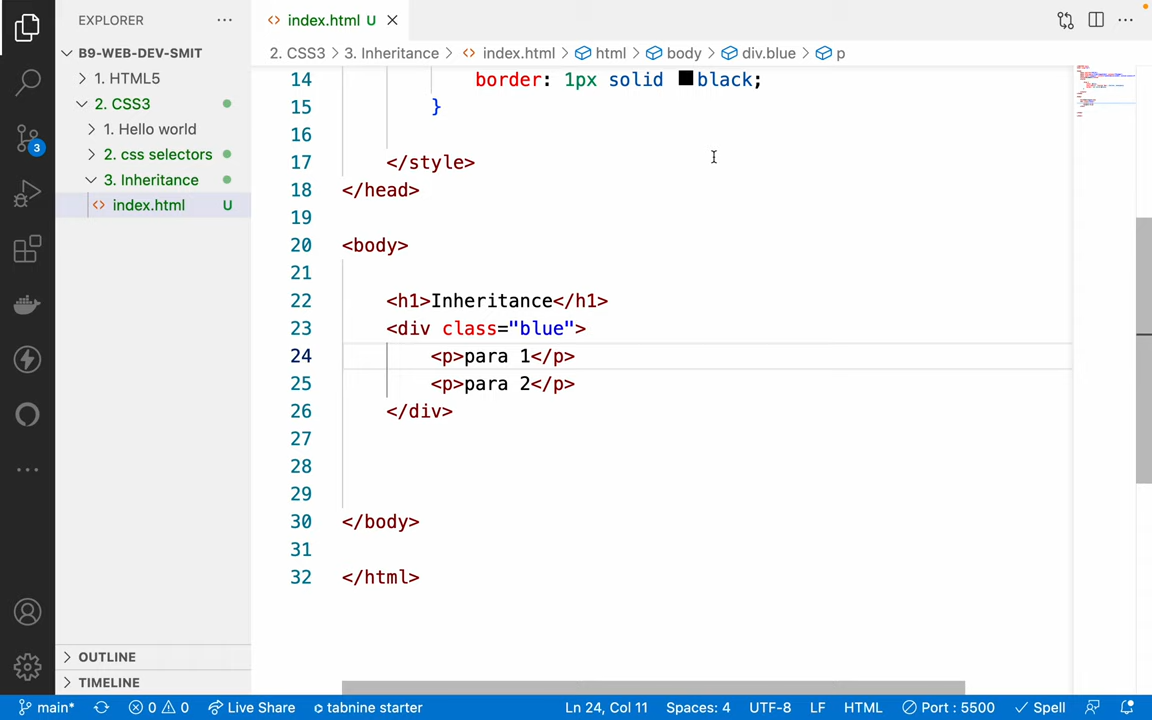 EXPLORER
index.html U
B9-WEB-DEV-SMIT
1. HTML5
2. CSS3
1. Hello world
2. css selectors
3. Inheritance
index.html U
OUTLINE
TIMELINE
2. CSS3 > 3. Inheritance > index.html > html > body > div.blue > p
14 border: 1px solid black;
15 }
16
17 </style>
18 </head>
19
20 <body>
21
22 <h1>Inheritance</h1>
23 <div class="blue">
24 <p>para 1</p>
25 <p>para 2</p>
26 </div>
27
28
29
30 </body>
31
32 </html>
3
main* 0 0 Live Share tabnine starter Ln 24, Col 11 Spaces: 4 UTF-8 LF HTML Port : 5500 Spell